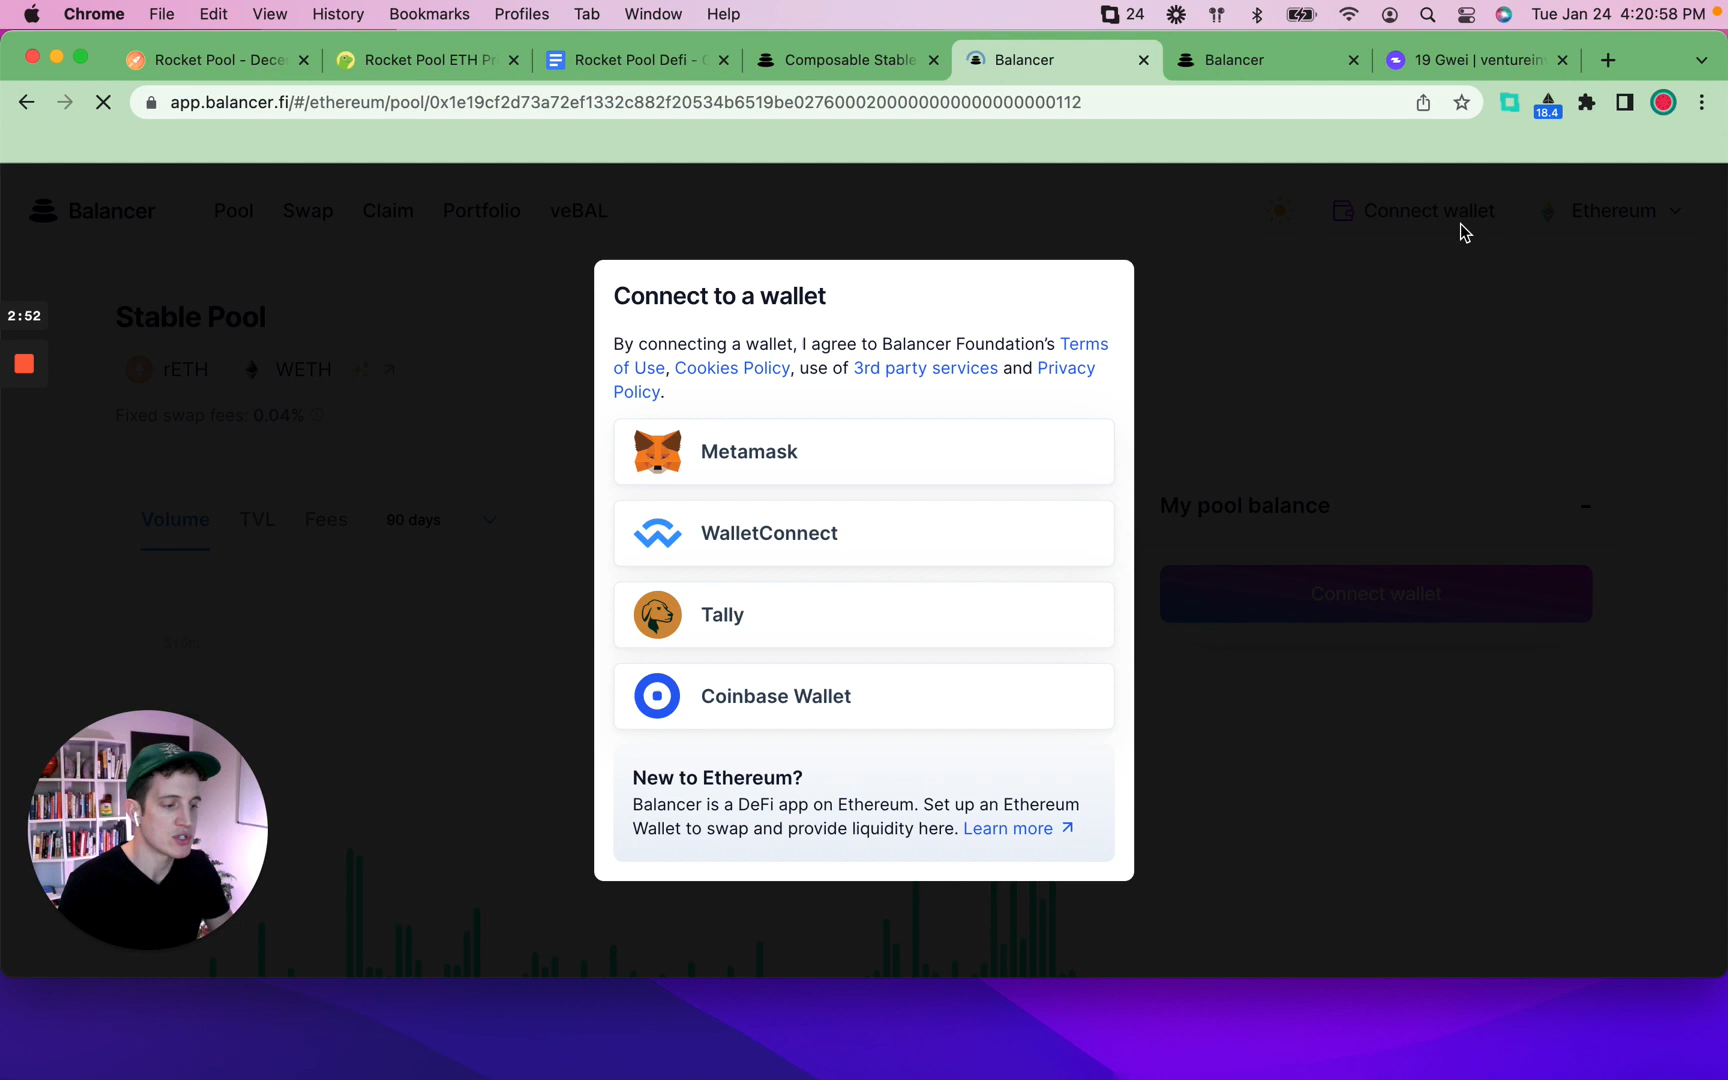 Chrome File Edit View History Bookmarks Profiles Tab Window Help 24 Tue Jan 24 4:20:58 PM
Rocket Pool - Dece Rocket Pool ETH Pr Rocket Pool Defi - Composable Stable Balancer Balancer 19 Gwei | venturein
app.balancer.fi/#/ethereum/pool/0x1e19cf2d73a72ef1332c882f20534b6519be0276000200000000000000000112 18.4
Balancer Pool Swap Claim Portfolio veBAL Connect wallet Ethereum
2:52
Stable Pool
rETH WETH
Fixed swap fees: 0.04%
Volume TVL Fees 90 days
My pool balance
Connect wallet
Connect to a wallet
By connecting a wallet, I agree to Balancer Foundation's Terms
of Use, Cookies Policy, use of 3rd party services and Privacy
Policy.
Metamask
WalletConnect
Tally
Coinbase Wallet
New to Ethereum?
Balancer is a DeFi app on Ethereum. Set up an Ethereum
Wallet to swap and provide liquidity here. Learn more